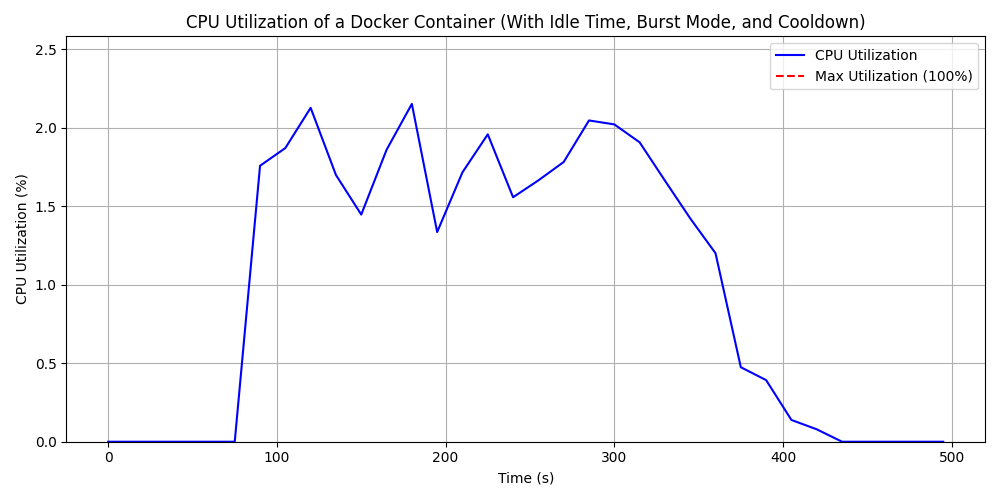 CPU Utilization of a Docker Container (With Idle Time, Burst Mode, and Cooldown)
CPU Utilization
Max Utilization (100%)
CPU Utilization (%)
2.5
2.0
1.5
1.0
0.5
0.0
0 100 200 300 400 500
Time (s)